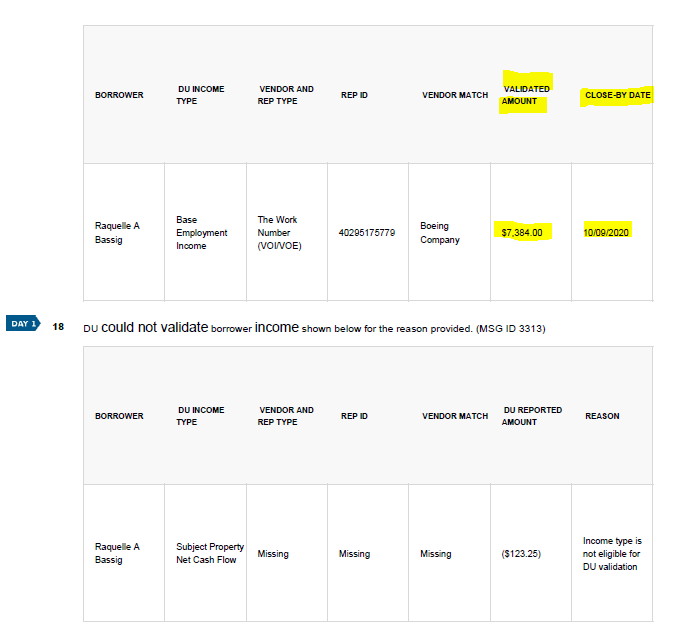 BORROWER DU INCOME TYPE VENDOR AND REP TYPE REP ID VENDOR MATCH VALIDATED AMOUNT CLOSE-BY DATE
Raquelle A Bassig Base Employment Income The Work Number (VOI/VOE) 40295175779 Boeing Company $7,384.00 10/09/2020
DAY 1 18 DU could not validate borrower income shown below for the reason provided. (MSG ID 3313)
BORROWER DU INCOME TYPE VENDOR AND REP TYPE REP ID VENDOR MATCH DU REPORTED AMOUNT REASON
Raquelle A Bassig Subject Property Net Cash Flow Missing Missing Missing ($123.25) Income type is not eligible for DU validation